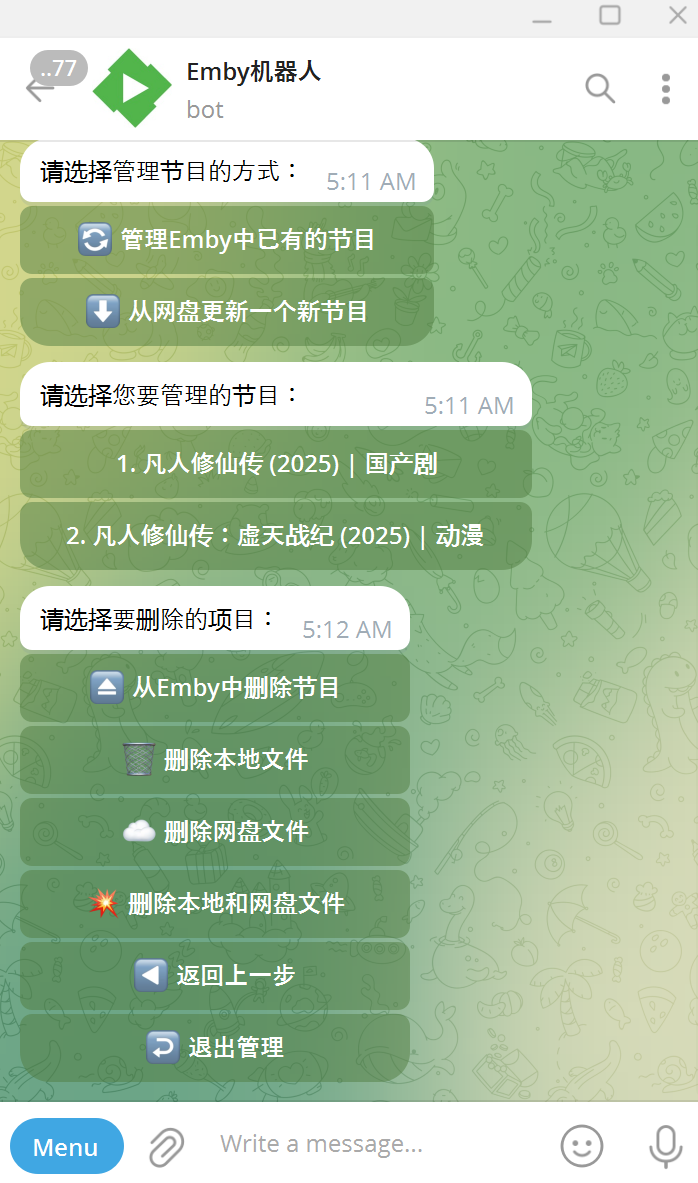 ..77
Emby机器人
bot
请选择管理节目的方式：
5:11 AM
管理Emby中已有的节目
从网盘更新一个新节目
请选择您要管理的节目：
5:11 AM
1. 凡人修仙传 (2025) | 国产剧
2. 凡人修仙传：虚天战纪 (2025) | 动漫
请选择要删除的项目：
5:12 AM
从Emby中删除节目
删除本地文件
删除网盘文件
删除本地和网盘文件
返回上一步
退出管理
Menu
Write a message...